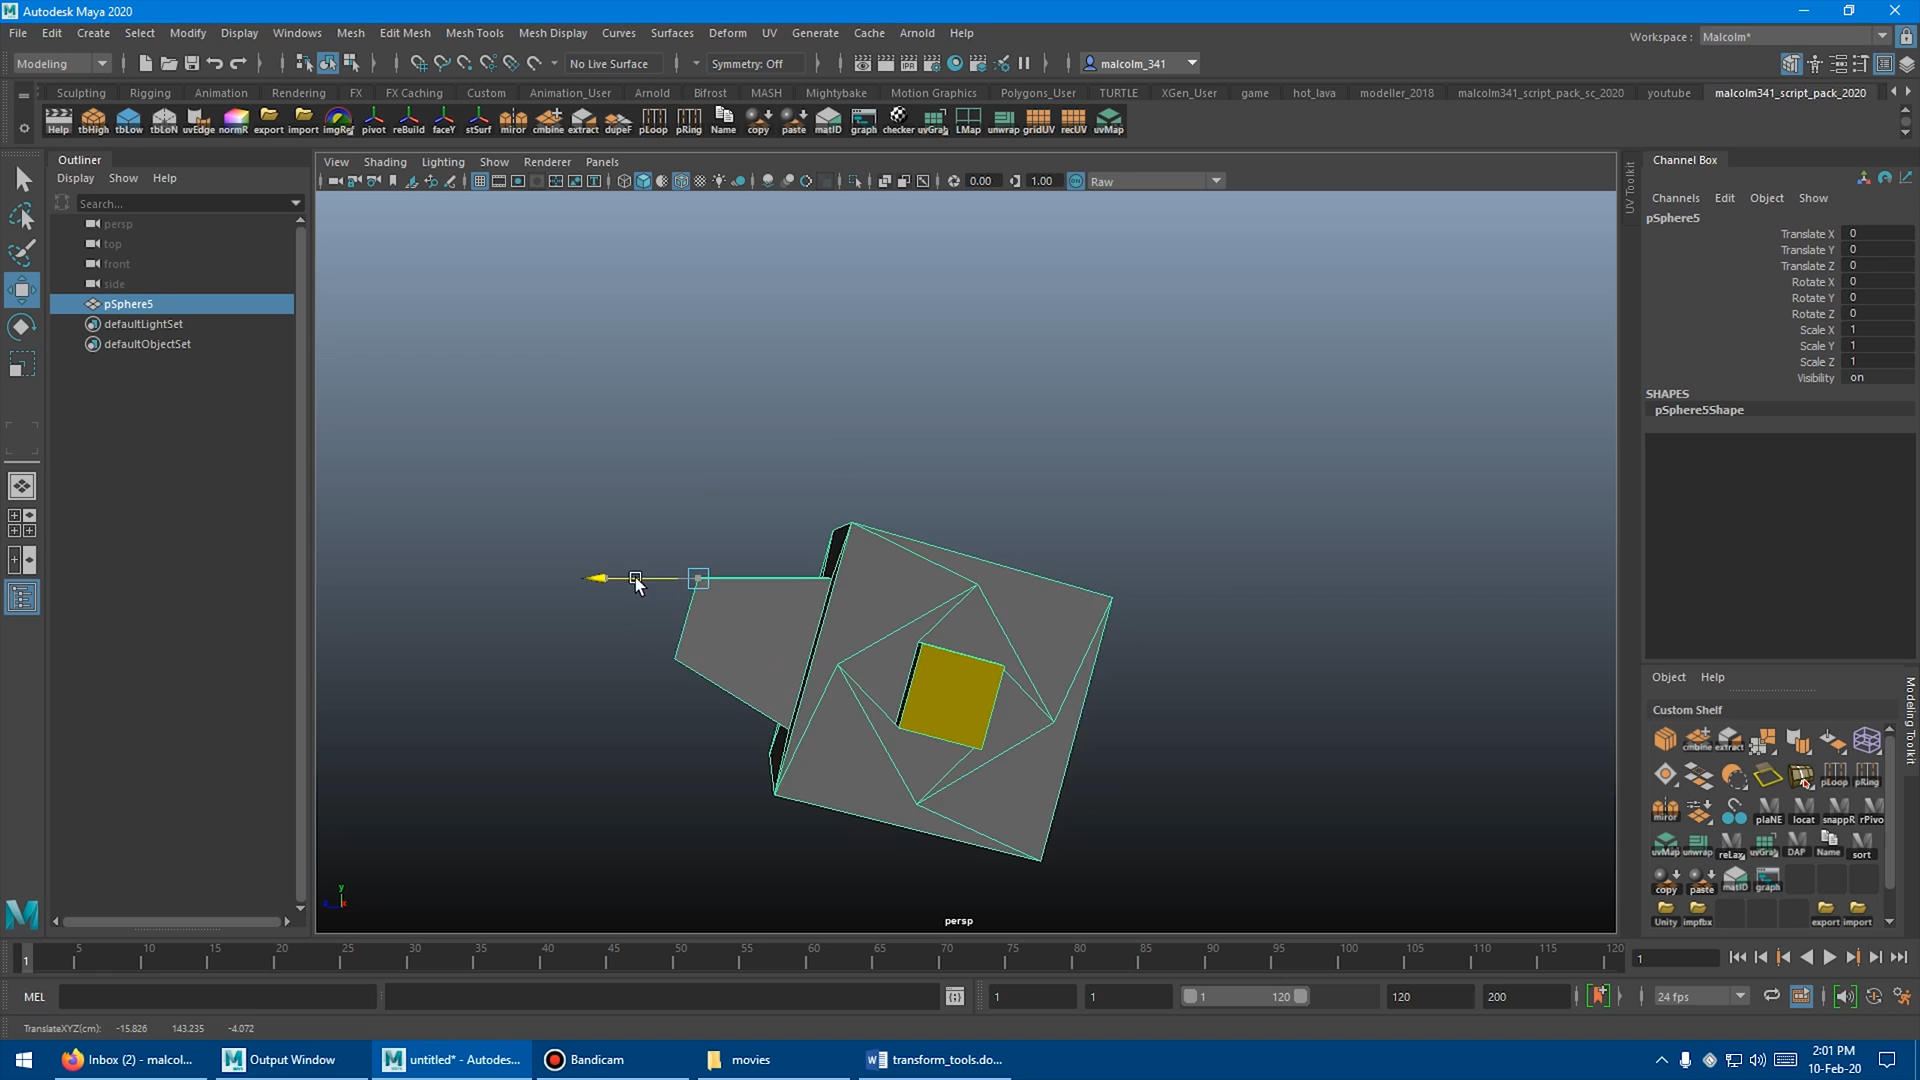 Autodesk Maya 2020
File Edit Create Select Modify Display Windows Mesh Edit Mesh Mesh Tools Mesh Display Curves Surfaces Deform UV Generate Cache Arnold Help
Workspace : Malcolm*
Modeling No Live Surface Symmetry: Off malcolm_341
Sculpting Rigging Animation Rendering FX FX Caching Custom Animation_User Arnold Bifrost MASH Mightybake Motion Graphics Polygons_User TURTLE XGen_User game hot_lava modeller_2018 malcolm341_script_pack_sc_2020 youtube malcolm341_script_pack_2020
Help tbHigh tbLow tbLoN uvEdge normR export import imgRef pivot reBuild faceY stSurf miror cmbine extract dupeF pLoop pRing Name copy paste matID graph checker uvGrab LMap unwrap gridUV recUV uvMap
Outliner
Display Show Help
Search...
persp
top
front
side
pSphere5
defaultLightSet
defaultObjectSet
View Shading Lighting Show Renderer Panels
0.00 1.00 Raw
y
persp
UV Toolkit
Channel Box
Channels Edit Object Show
pSphere5
Translate X 0
Translate Y 0
Translate Z 0
Rotate X 0
Rotate Y 0
Rotate Z 0
Scale X 1
Scale Y 1
Scale Z 1
Visibility on
SHAPES
pSphere5Shape
Object Help
Modeling Toolkit
Custom Shelf
cmbine extract
pLoop pRing
miror plaNE locat snappR rPivo
uvMap unwrap reLax uvGrab DAP Name sort
copy paste matID graph
Unity impfbx export import
5 10 15 20 25 30 35 40 45 50 55 60 65 70 75 80 85 90 95 100 105 110 115 120
1 1
MEL 1 1 1 120 120 200 24 fps
TranslateXYZ(cm): -15.826 143.235 -4.072
Inbox (2) - malcol... Output Window untitled* - Autodes... Bandicam movies transform_tools.do...
2:01 PM
10-Feb-20